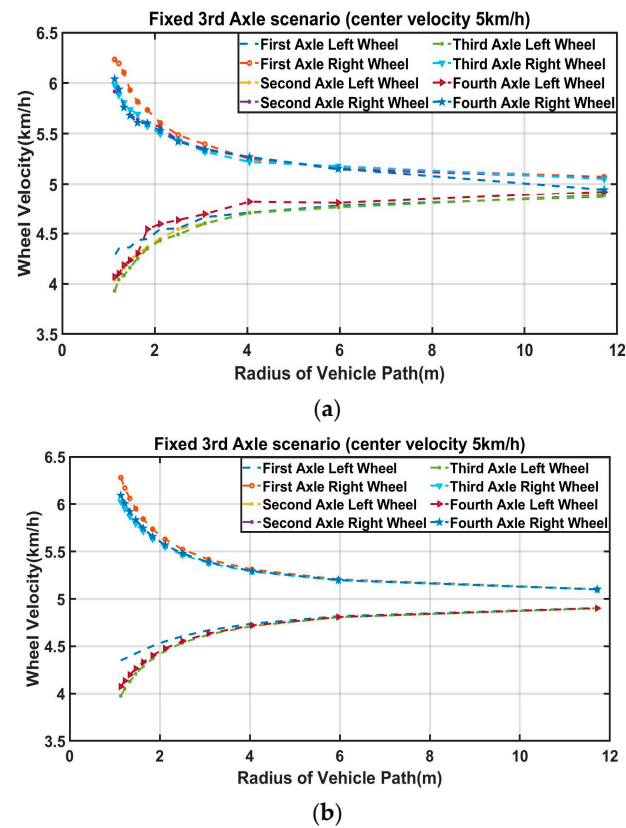 Fixed 3rd Axle scenario (center velocity 5km/h)
6.5
First Axle Left Wheel
Third Axle Left Wheel
First Axle Right Wheel
Third Axle Right Wheel
Second Axle Left Wheel
Fourth Axle Left Wheel
Second Axle Right Wheel
Fourth Axle Right Wheel
6
5.5
5
4.5
4
3.5
Wheel Velocity(km/h)
0 2 4 6 8 10 12
Radius of Vehicle Path(m)
(a)
Fixed 3rd Axle scenario (center velocity 5km/h)
6.5
First Axle Left Wheel
Third Axle Left Wheel
First Axle Right Wheel
Third Axle Right Wheel
Second Axle Left Wheel
Fourth Axle Left Wheel
Second Axle Right Wheel
Fourth Axle Right Wheel
6
5.5
5
4.5
4
3.5
Wheel Velocity(km/h)
0 2 4 6 8 10 12
Radius of Vehicle Path(m)
(b)